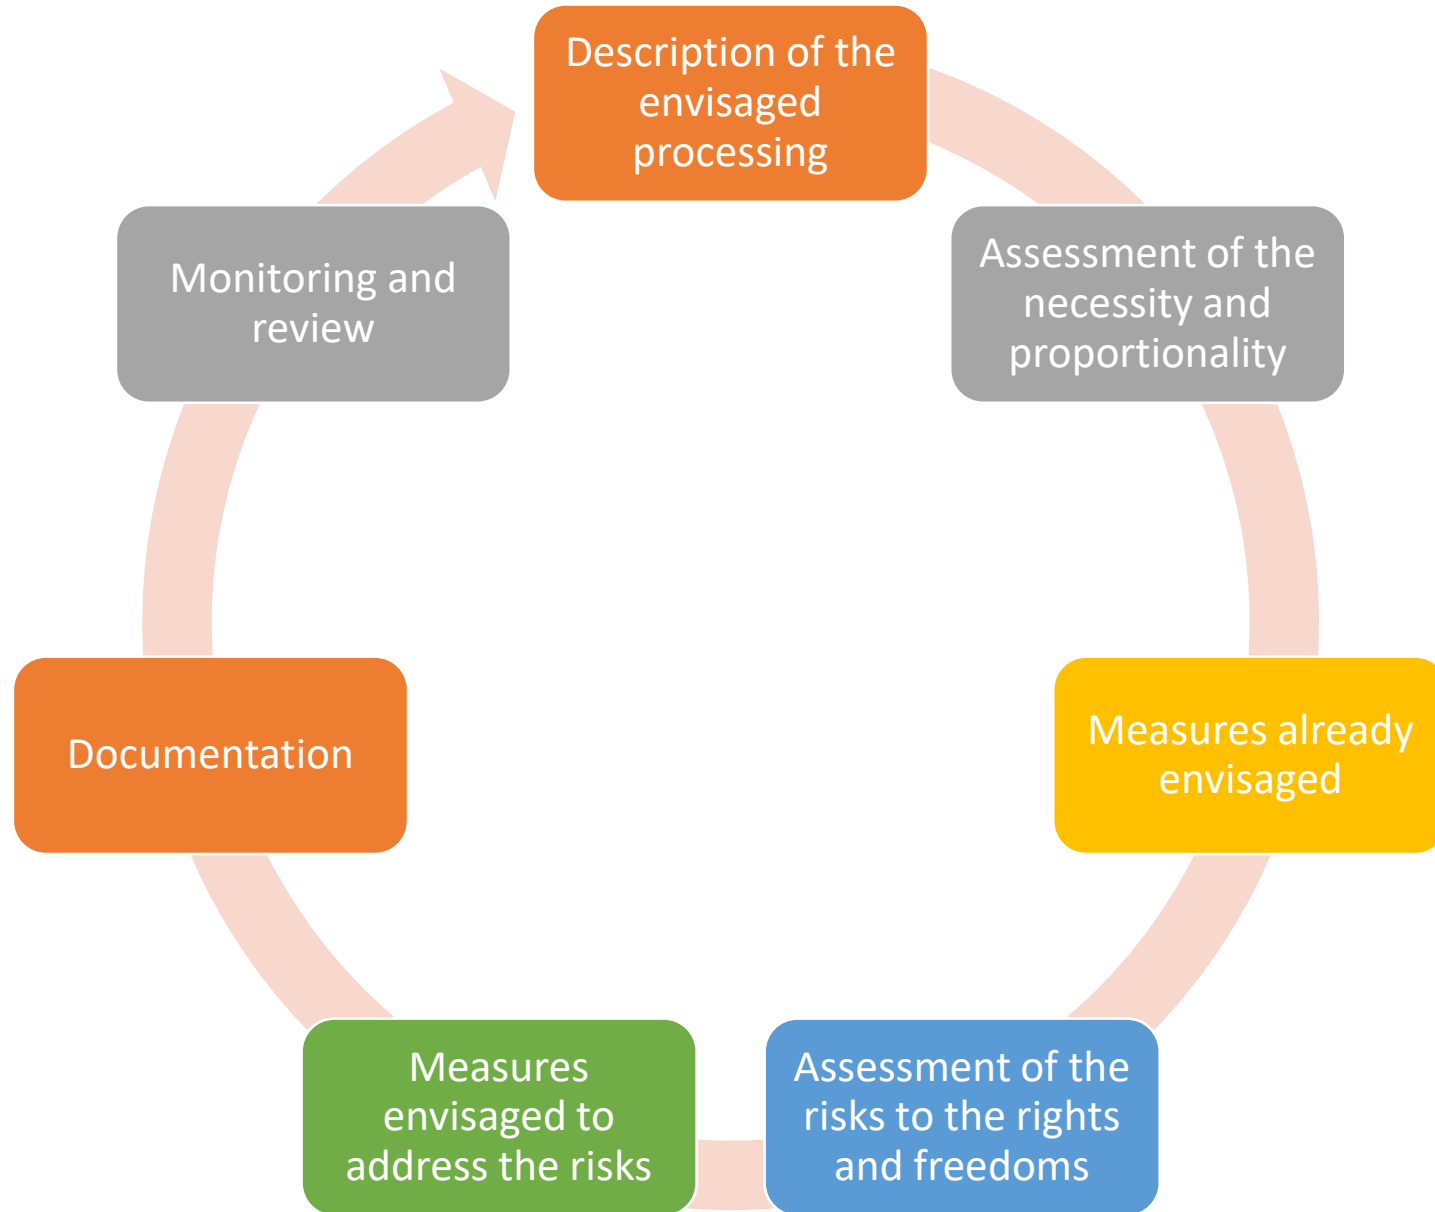 Description of the
envisaged
processing
Assessment of the
necessity and
proportionality
Measures already
envisaged
Assessment of the
risks to the rights
and freedoms
Measures
envisaged to
address the risks
Documentation
Monitoring and
review